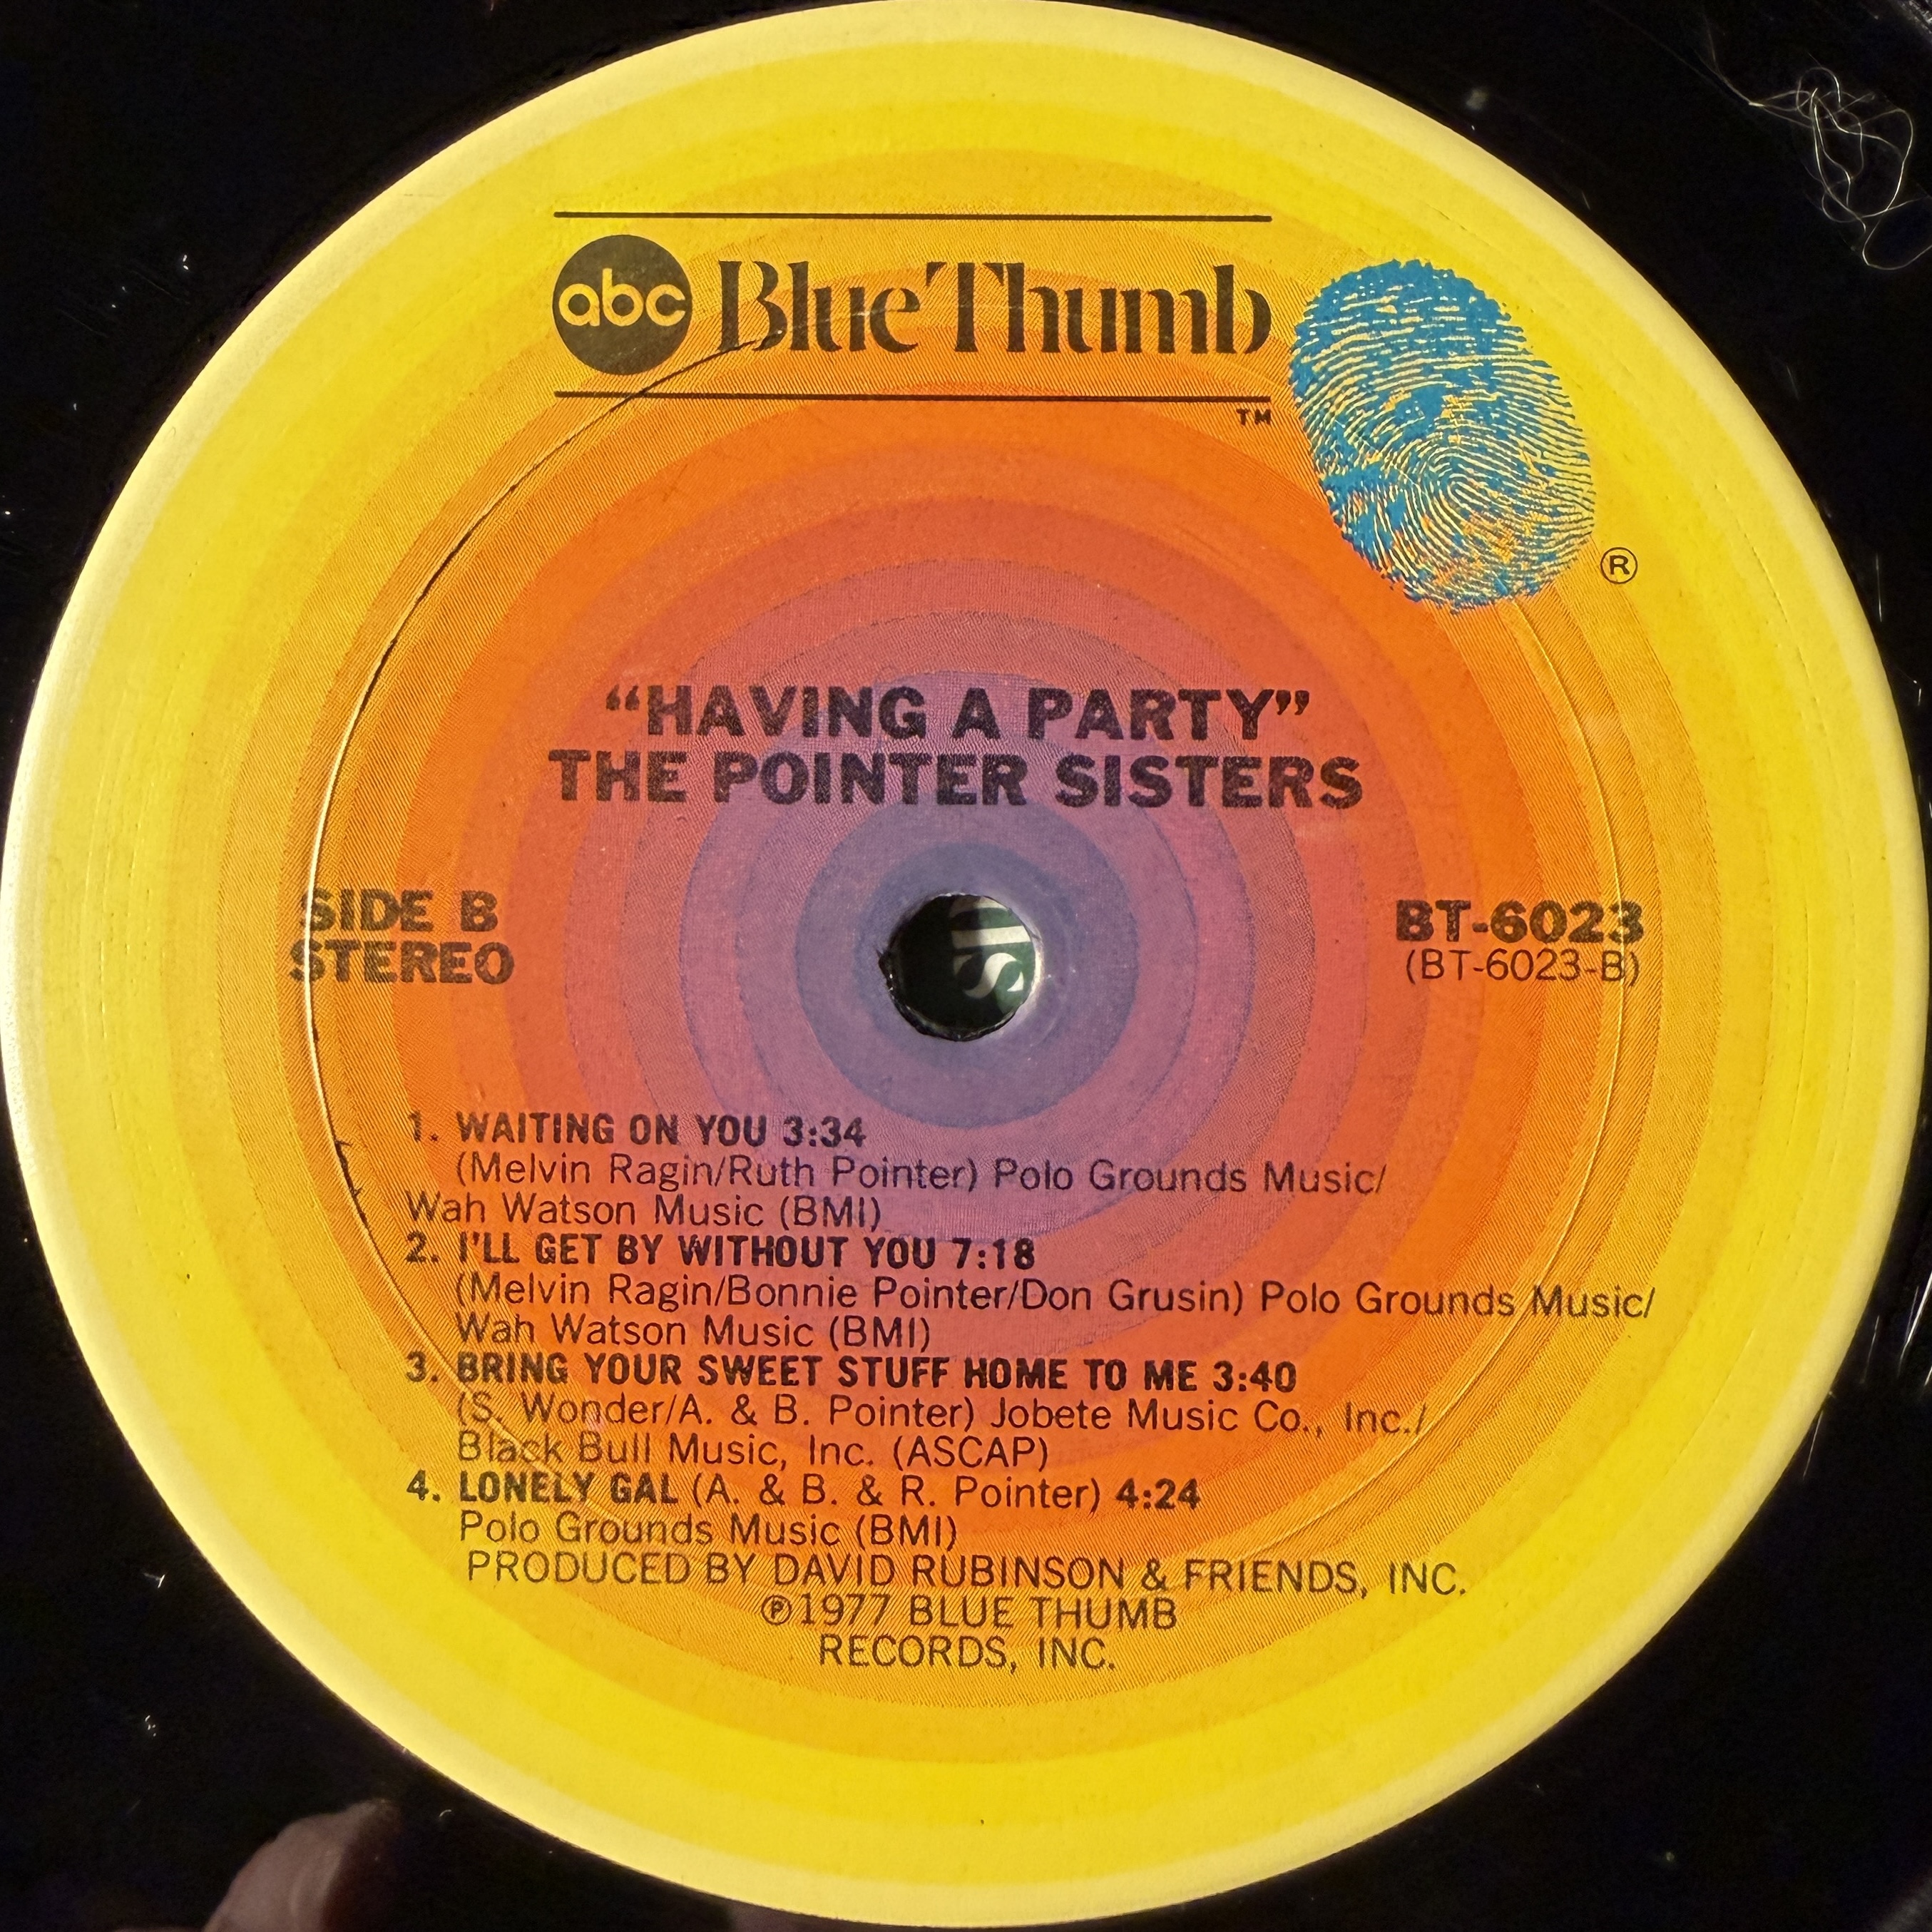 abc Blue Thumb
TM
®
“HAVING A PARTY”
THE POINTER SISTERS
SIDE B
STEREO
BT-6023
(BT-6023-B)
1. WAITING ON YOU 3:34
(Melvin Ragin/Ruth Pointer) Polo Grounds Music/
Wah Watson Music (BMI)
2. I'LL GET BY WITHOUT YOU 7:18
(Melvin Ragin/Bonnie Pointer/Don Grusin) Polo Grounds Music/
Wah Watson Music (BMI)
3. BRING YOUR SWEET STUFF HOME TO ME 3:40
(S. Wonder/A. & B. Pointer) Jobete Music Co., Inc./
Black Bull Music, Inc. (ASCAP)
4. LONELY GAL (A. & B. & R. Pointer) 4:24
Polo Grounds Music (BMI)
PRODUCED BY DAVID RUBINSON & FRIENDS, INC.
℗1977 BLUE THUMB
RECORDS, INC.